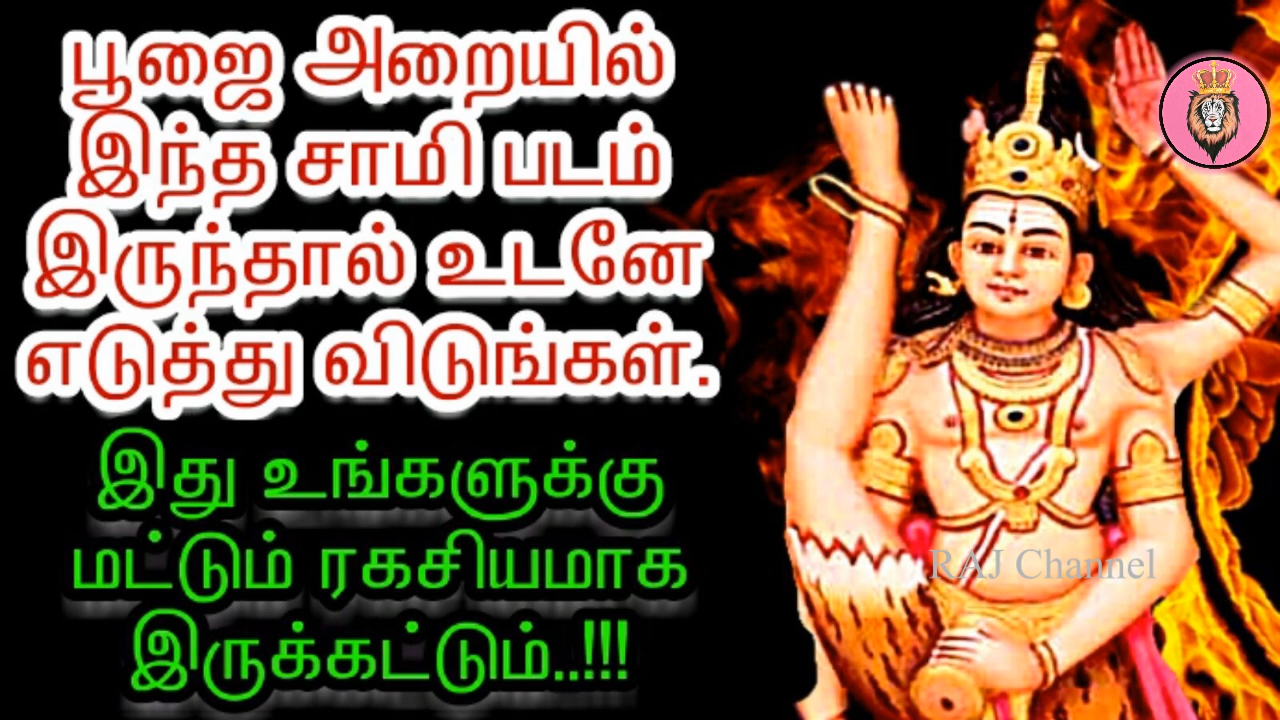 பூஜை அறையில்
இந்த சாமி படம்
இருந்தால் உடனே
எடுத்து விடுங்கள்.
இது உங்களுக்கு
மட்டும் ரகசியமாக
இருக்கட்டும்..!!!
RAJ Channel